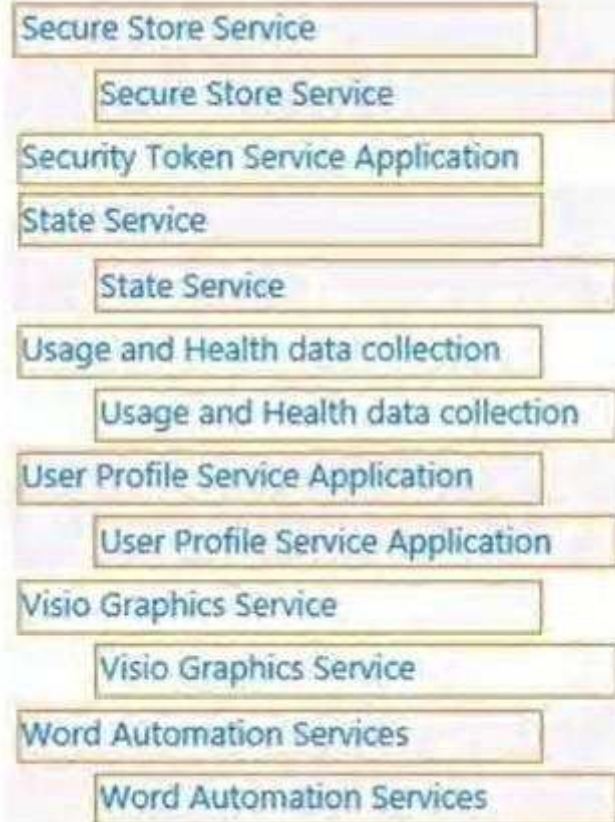 Secure Store Service
Secure Store Service
Security Token Service Application
State Service
State Service
Usage and Health data collection
Usage and Health data collection
User Profile Service Application
User Profile Service Application
Visio Graphics Service
Visio Graphics Service
Word Automation Services
Word Automation Services